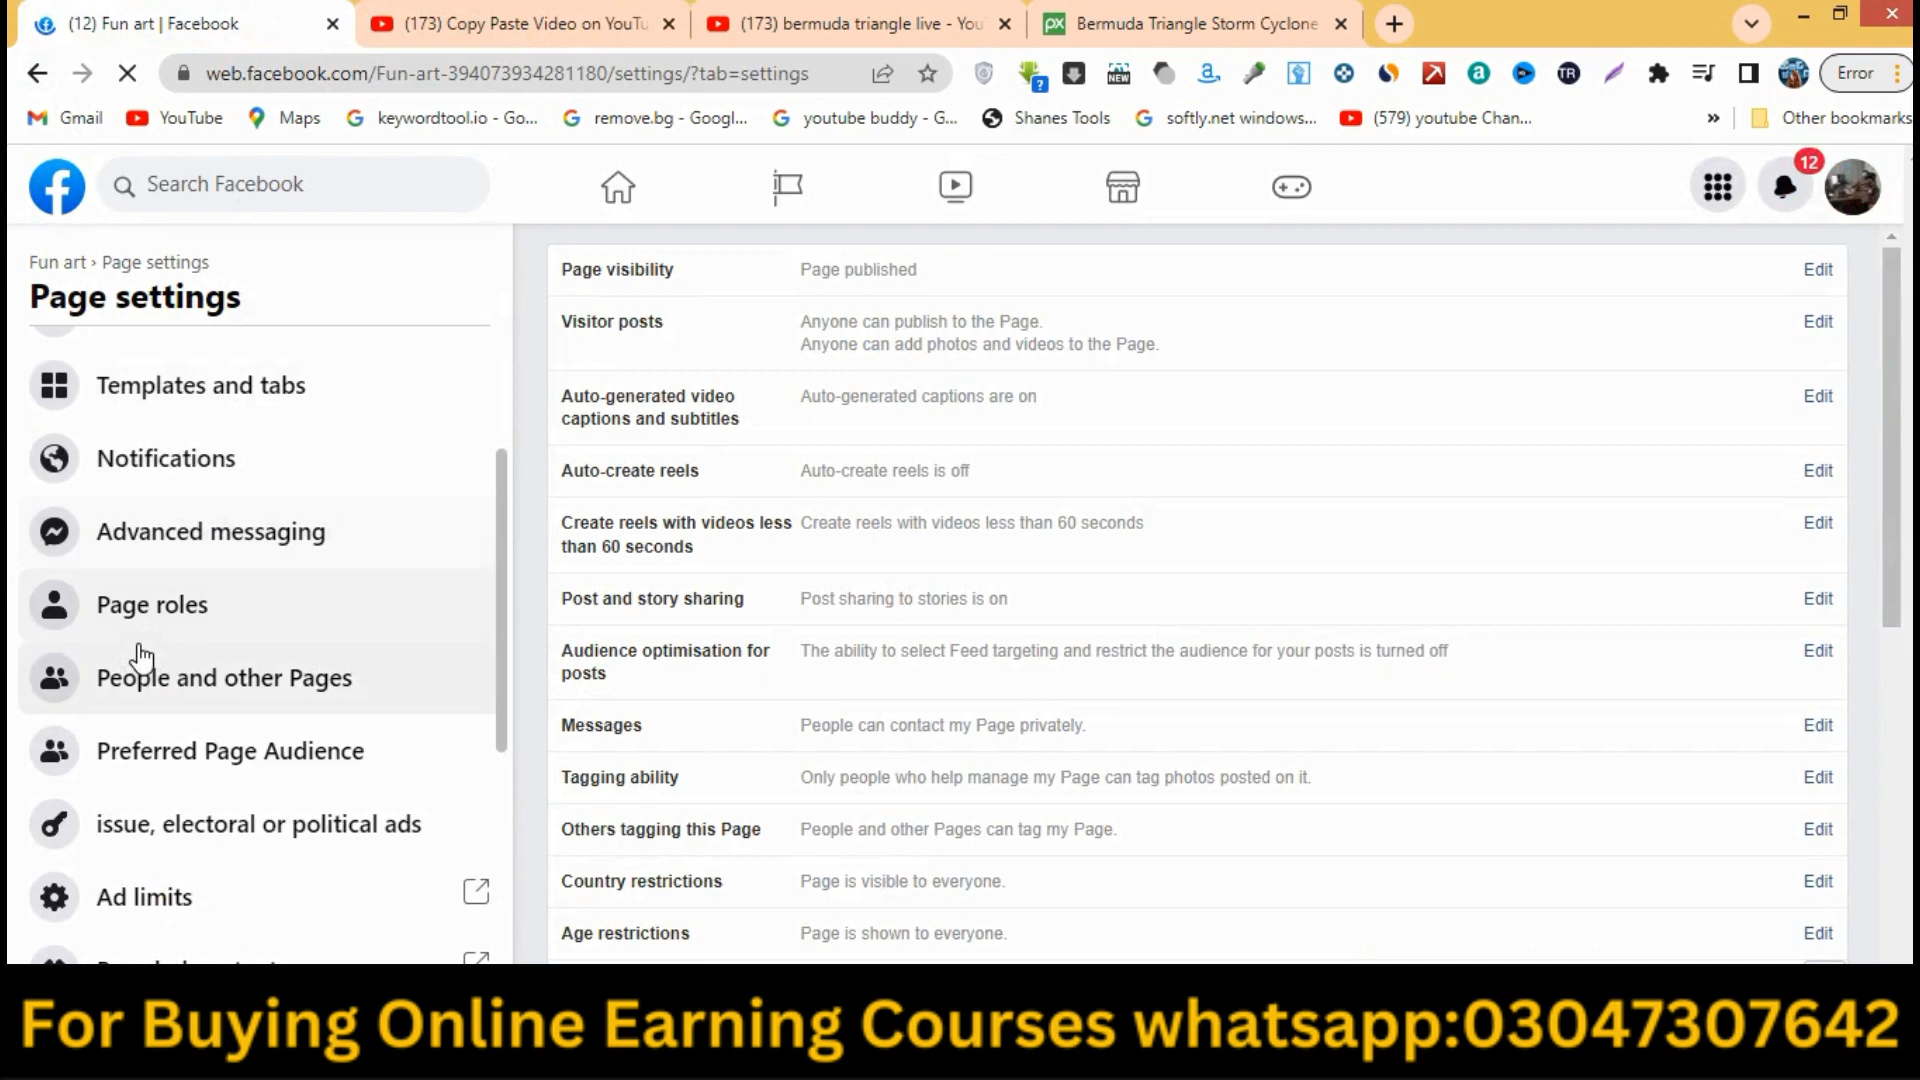 (12) Fun art | Facebook
(173) Copy Paste Video on YouTu
(173) bermuda triangle live - You
Bermuda Triangle Storm Cyclone
web.facebook.com/Fun-art-394073934281180/settings/?tab=settings
Error
Gmail
YouTube
Maps
keywordtool.io - Go...
remove.bg - Googl...
youtube buddy - G...
Shanes Tools
softly.net windows...
(579) youtube Chan...
»
Other bookmarks
Search Facebook
12
Fun art › Page settings
Page settings
Templates and tabs
Notifications
Advanced messaging
Page roles
People and other Pages
Preferred Page Audience
issue, electoral or political ads
Ad limits
Page visibility Page published Edit
Visitor posts Anyone can publish to the Page. Edit
Anyone can add photos and videos to the Page.
Auto-generated video Auto-generated captions are on Edit
captions and subtitles
Auto-create reels Auto-create reels is off Edit
Create reels with videos less Create reels with videos less than 60 seconds Edit
than 60 seconds
Post and story sharing Post sharing to stories is on Edit
Audience optimisation for The ability to select Feed targeting and restrict the audience for your posts is turned off Edit
posts
Messages People can contact my Page privately. Edit
Tagging ability Only people who help manage my Page can tag photos posted on it. Edit
Others tagging this Page People and other Pages can tag my Page. Edit
Country restrictions Page is visible to everyone. Edit
Age restrictions Page is shown to everyone. Edit
For Buying Online Earning Courses whatsapp:03047307642